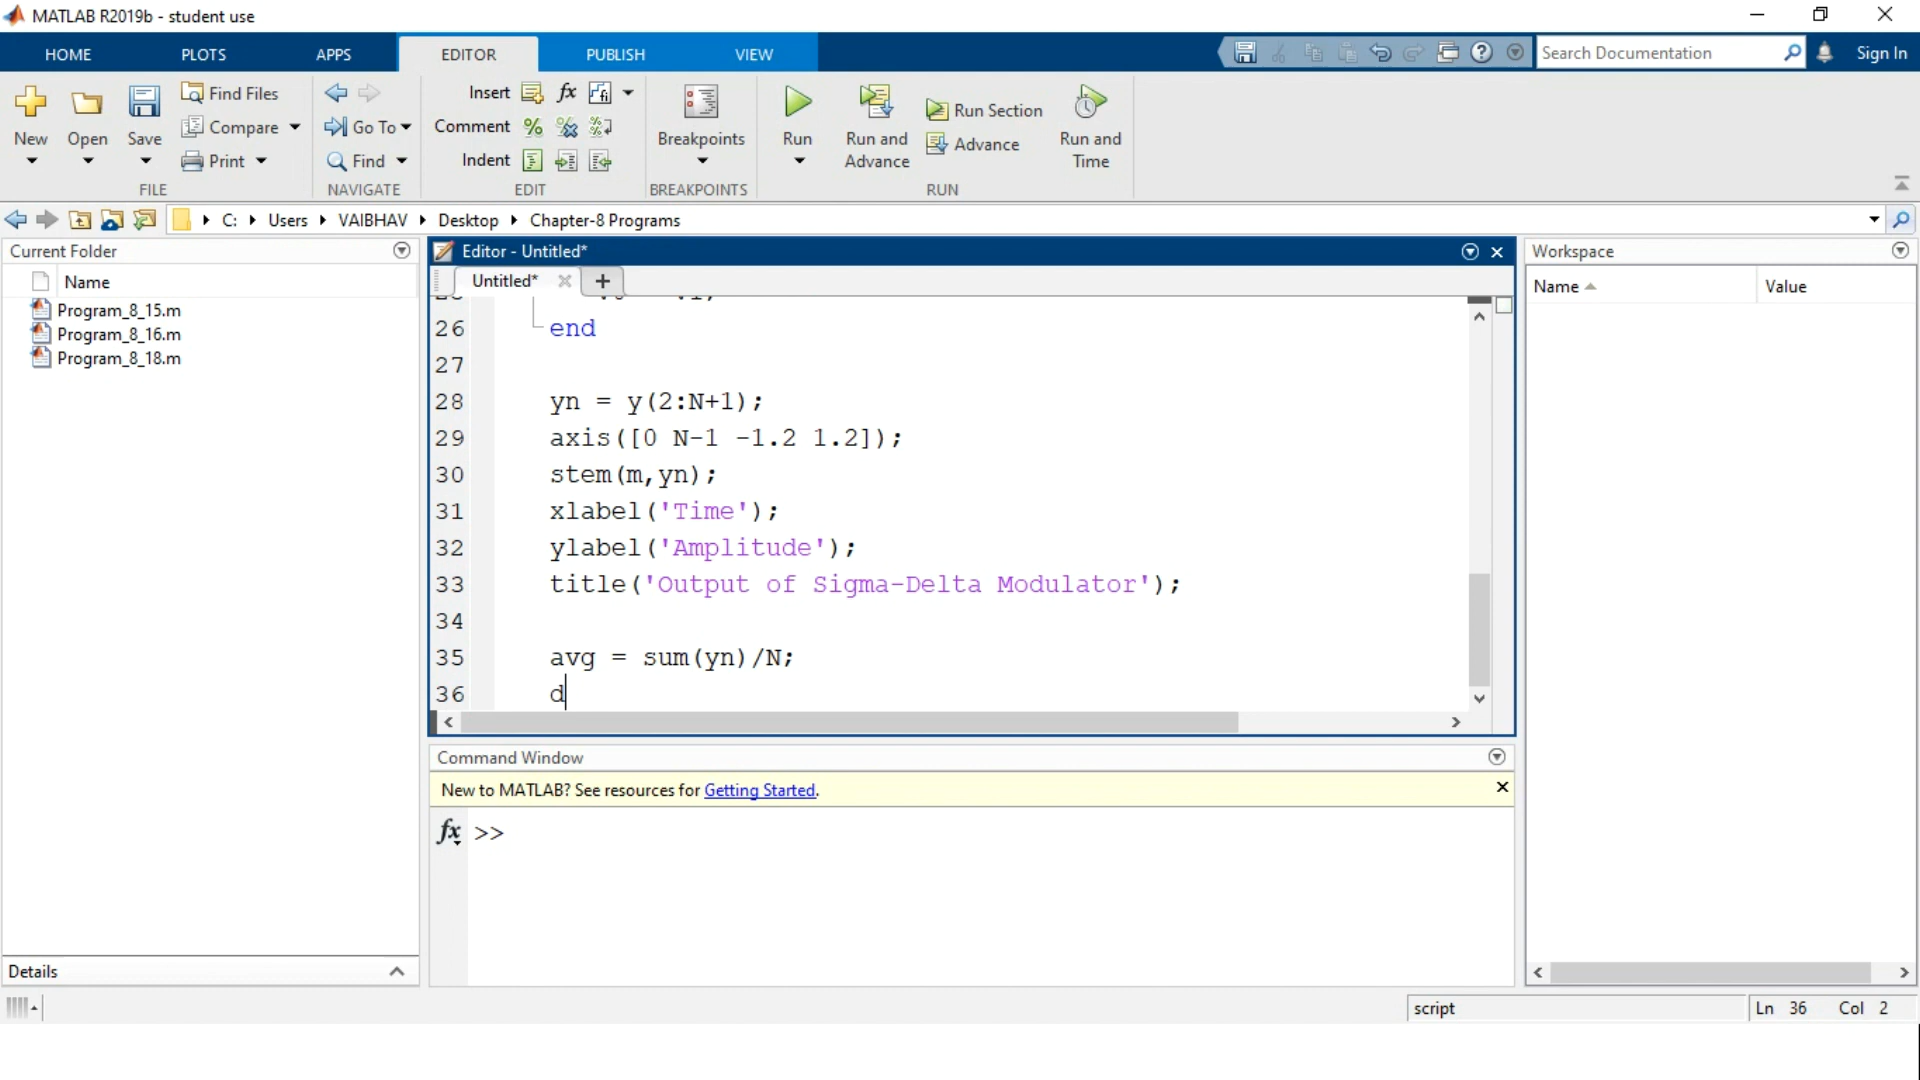 MATLAB R2019b - student use
HOME PLOTS APPS EDITOR PUBLISH VIEW Search Documentation Sign In
New Open Save Find Files Compare Print
FILE
Go To Find
NAVIGATE
Insert fx
Comment %
Indent
EDIT
Breakpoints
BREAKPOINTS
Run Run and Advance Run Section Advance Run and Time
RUN
C: Users VAIBHAV Desktop Chapter-8 Programs
Current Folder
Name
Program_8_15.m
Program_8_16.m
Program_8_18.m
Details
Editor - Untitled*
Untitled* +
26 end
27
28 yn = y(2:N+1);
29 axis([0 N-1 -1.2 1.2]);
30 stem(m,yn);
31 xlabel('Time');
32 ylabel('Amplitude');
33 title('Output of Sigma-Delta Modulator');
34
35 avg = sum(yn)/N;
36 d
Command Window
New to MATLAB? See resources for Getting Started.
fx >>
Workspace
Name Value
script Ln 36 Col 2